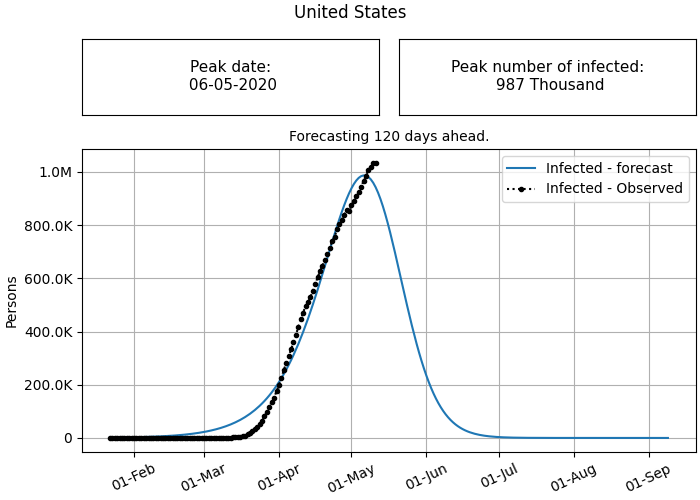 United States
Peak date:
06-05-2020
Peak number of infected:
987 Thousand
Forecasting 120 days ahead.
Infected - forecast
Infected - Observed
Persons
1.0M
800.0K
600.0K
400.0K
200.0K
0
01-Feb
01-Mar
01-Apr
01-May
01-Jun
01-Jul
01-Aug
01-Sep